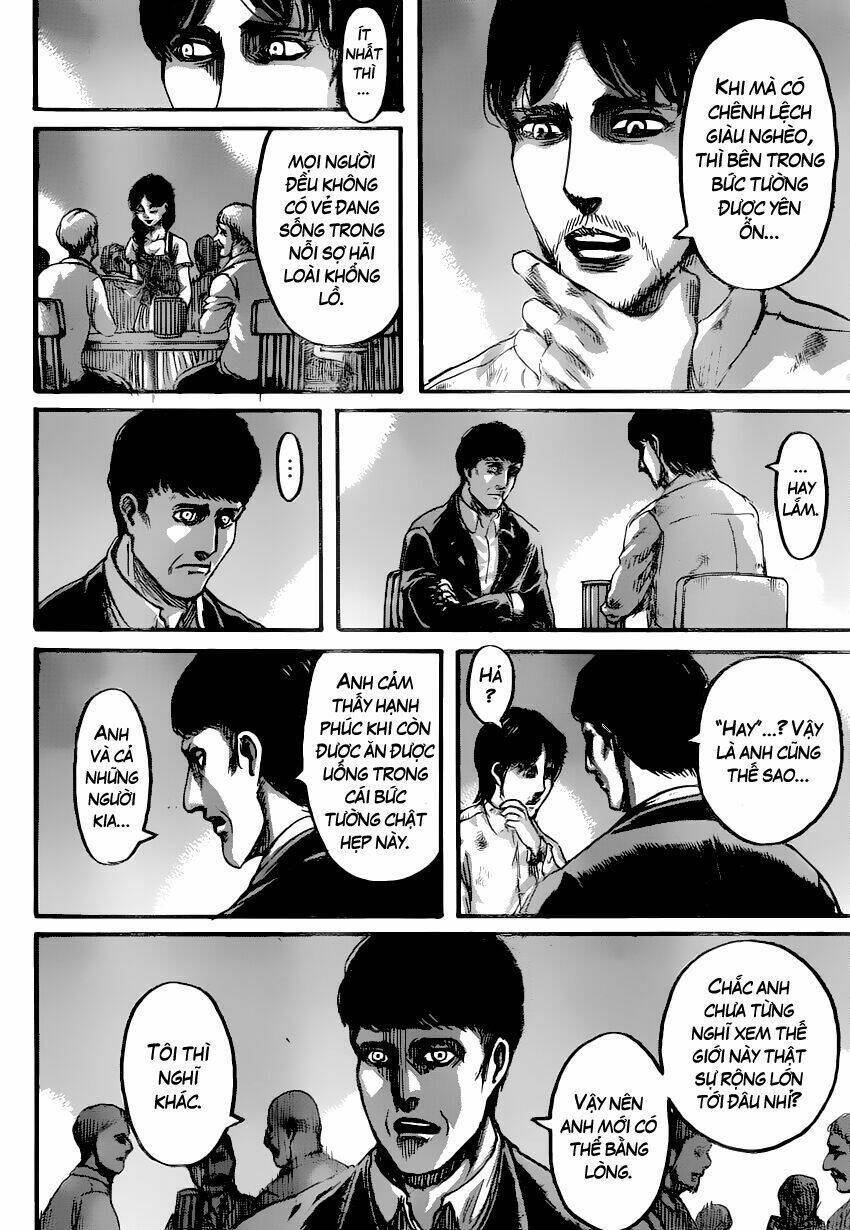 KHI MÀ CÓ
CHÊNH LỆCH
GIÀU NGHÈO,
THÌ BÊN TRONG
BỨC TƯỜNG
ĐƯỢC YÊN
ỔN...
ÍT
NHẤT
THÌ
...
MỌI NGƯỜI
ĐỀU KHÔNG
CÓ VẺ ĐANG
SỐNG TRONG
NỖI SỢ HÃI
LOÀI KHỔNG
LỒ.
...
HAY
LẮM.
...
"HAY"...? VẬY
LÀ ANH CŨNG
THẾ SAO...
HẢ
?
ANH CẢM
THẤY HẠNH
PHÚC KHI CÒN
ĐƯỢC ĂN ĐƯỢC
UỐNG TRONG
CÁI BỨC
TƯỜNG CHẬT
HẸP NÀY.
ANH
VÀ CẢ
NHỮNG
NGƯỜI
KIA...
CHẮC ANH
CHƯA TỪNG
NGHĨ XEM THẾ
GIỚI NÀY THẬT
SỰ RỘNG LỚN
TỚI ĐÂU NHỈ?
VẬY NÊN
ANH MỚI CÓ
THỂ BẰNG
LÒNG.
TÔI THÌ
NGHĨ
KHÁC.